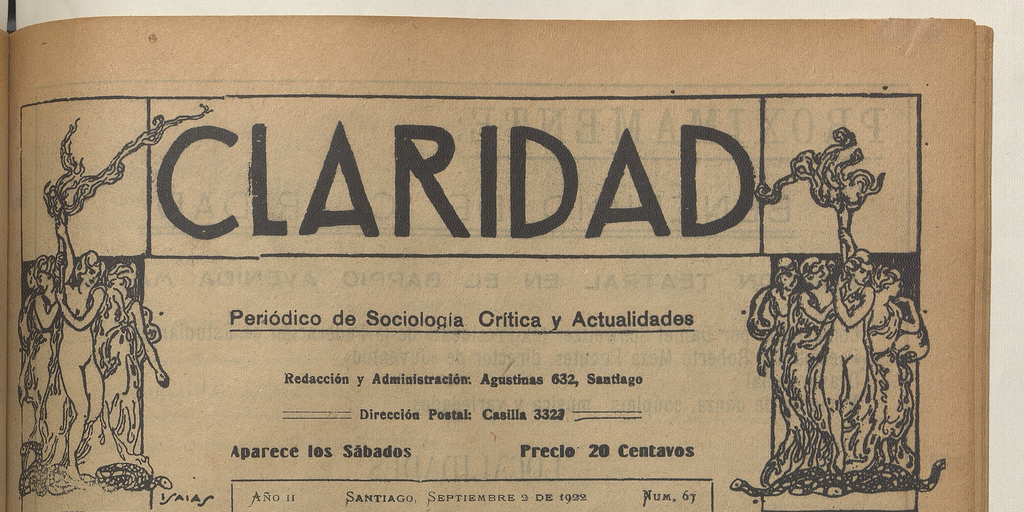 CLARIDAD
Periódico de Sociología Crítica y Actualidades
Redacción y Administración: Agustinas 632, Santiago
Dirección Postal: Casilla 3323
Aparece los Sábados Precio 20 Centavos
ISAIAS
AÑO II SANTIAGO, SEPTIEMBRE 2 DE 1922 NUM. 67